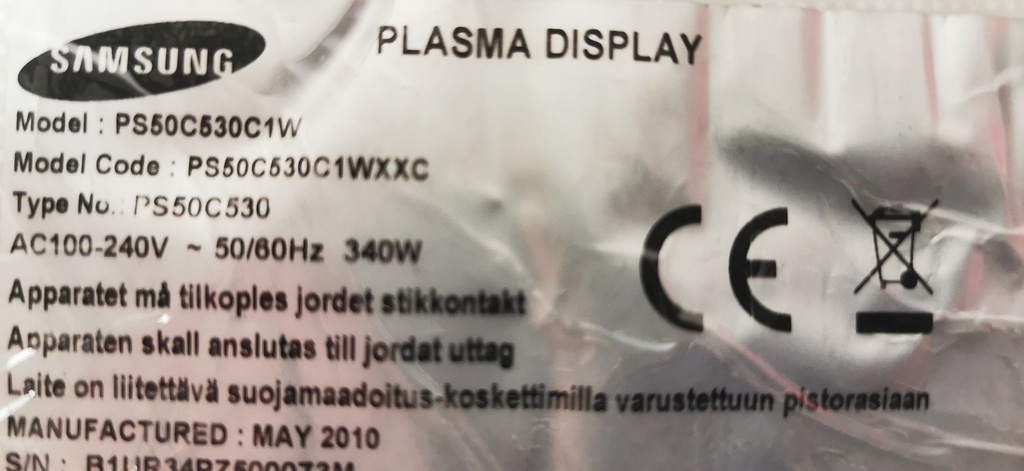 SAMSUNG
PLASMA DISPLAY
Model : PS50C530C1W
Model Code : PS50C530C1WXXC
Type No.: PS50C530
AC100-240V ~ 50/60Hz 340W
Apparatet må tilkoples jordet stikkontakt
Apparaten skall anslutas till jordat uttag
Laite on liitettävä suojamaadoitus-koskettimilla varustettuun pistorasiaan
CE
MANUFACTURED : MAY 2010
S/N :